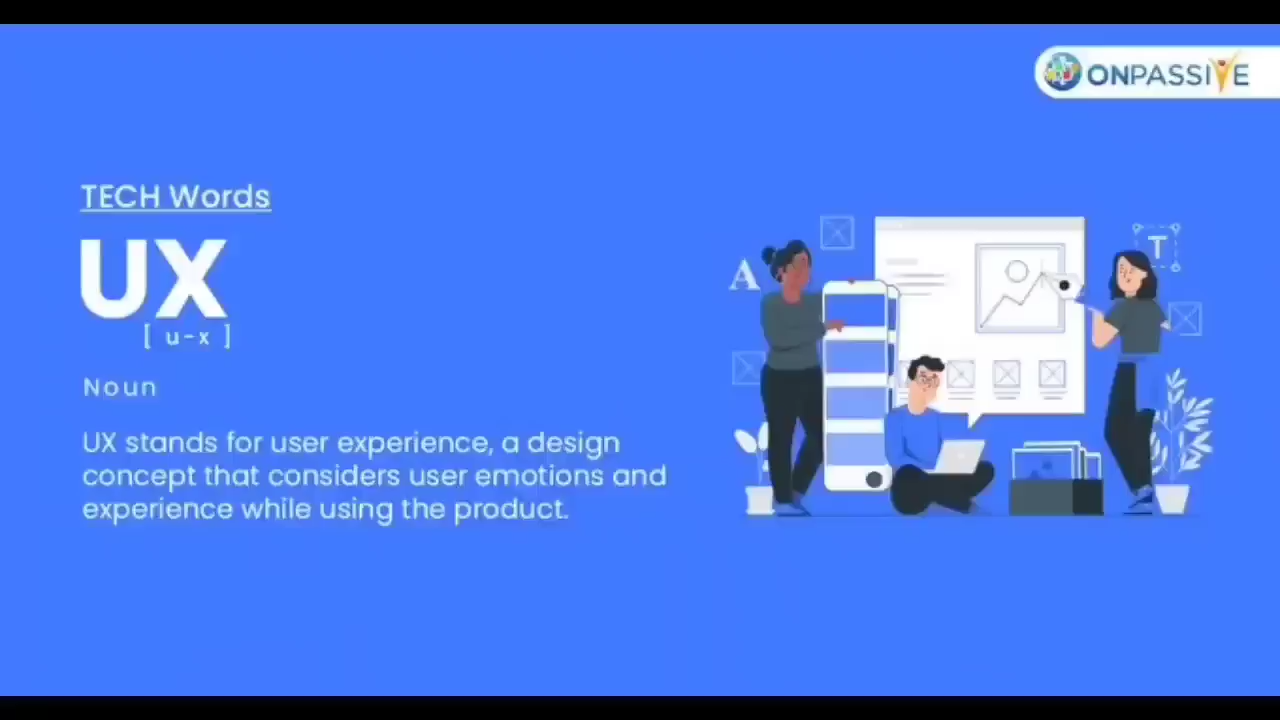 ONPASSIVE
TECH Words
UX
[ u-x ]
Noun
UX stands for user experience, a design
concept that considers user emotions and
experience while using the product.
A
T